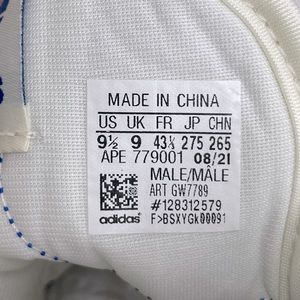 MADE IN CHINA
US UK FR JP CHN
9½ 9 43⅓ 275 265
APE 779001 08/21
MALE/MÂLE
ART GW7789
#128312579
adidas F>BSXYGk00091